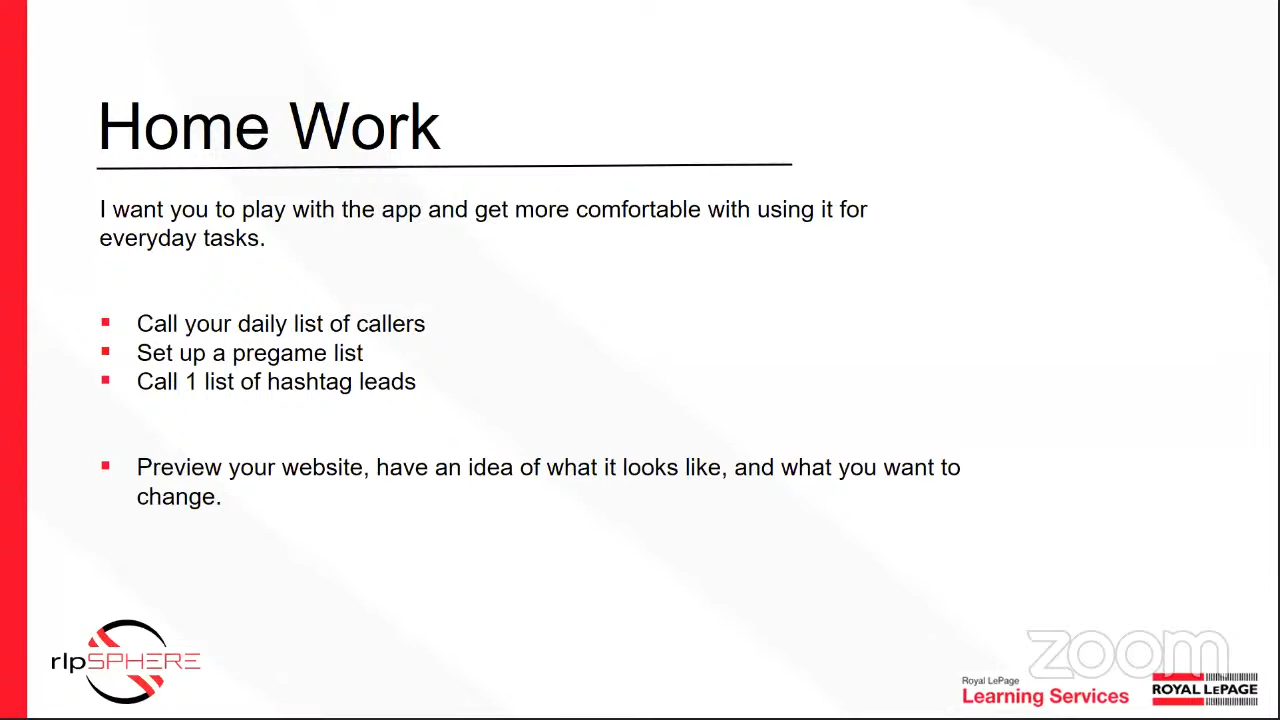 Home Work
I want you to play with the app and get more comfortable with using it for
everyday tasks.
Call your daily list of callers
Set up a pregame list
Call 1 list of hashtag leads
Preview your website, have an idea of what it looks like, and what you want to
change.
rlpSPHERE
zoom
Royal LePage
Learning Services
ROYAL LEPAGE